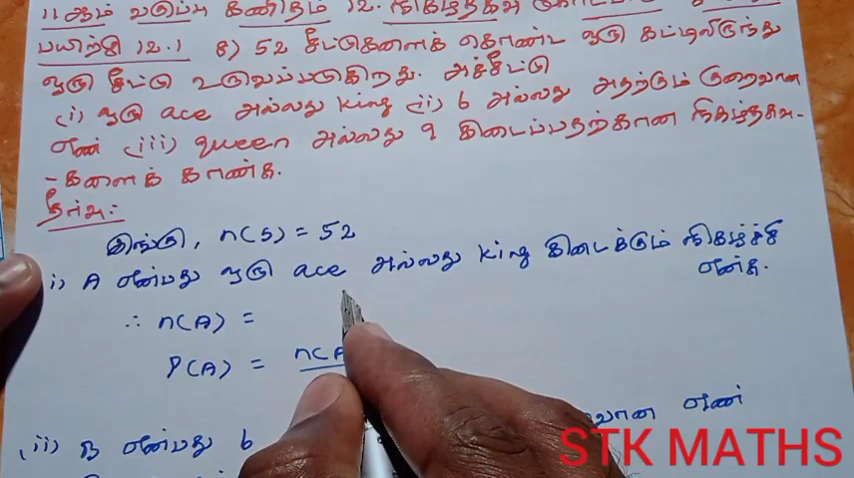 11 ஆம் வகுப்பு கணிதம் 12. நிகழ்தகவு கோட்பாடு
பயிற்சி 12.1 8) 52 சீட்டுகளைக் கொண்ட ஒரு கட்டிலிருந்து
ஒரு சீட்டு உருவப்படுகிறது. அச்சீட்டு
(i) ஒரு ace அல்லது king (ii) 6 அல்லது அதற்கும் குறைவான
எண் (iii) queen அல்லது 9 கிடைப்பதற்கான நிகழ்தகவு-
-களைக் காண்க.
தீர்வு:
இங்கு, n(S) = 52
i) A என்பது ஒரு ace அல்லது king கிடைக்கும் நிகழ்ச்சி
என்க.
∴ n(A) =
P(A) = n(A
(ii) B என்பது 6 வான எண்
STK MATHS